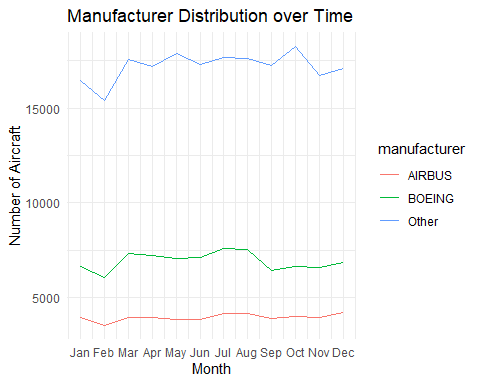 Manufacturer Distribution over Time
Number of Aircraft
15000
10000
5000
Jan Feb Mar Apr May Jun Jul Aug Sep Oct Nov Dec
Month
manufacturer
AIRBUS
BOEING
Other